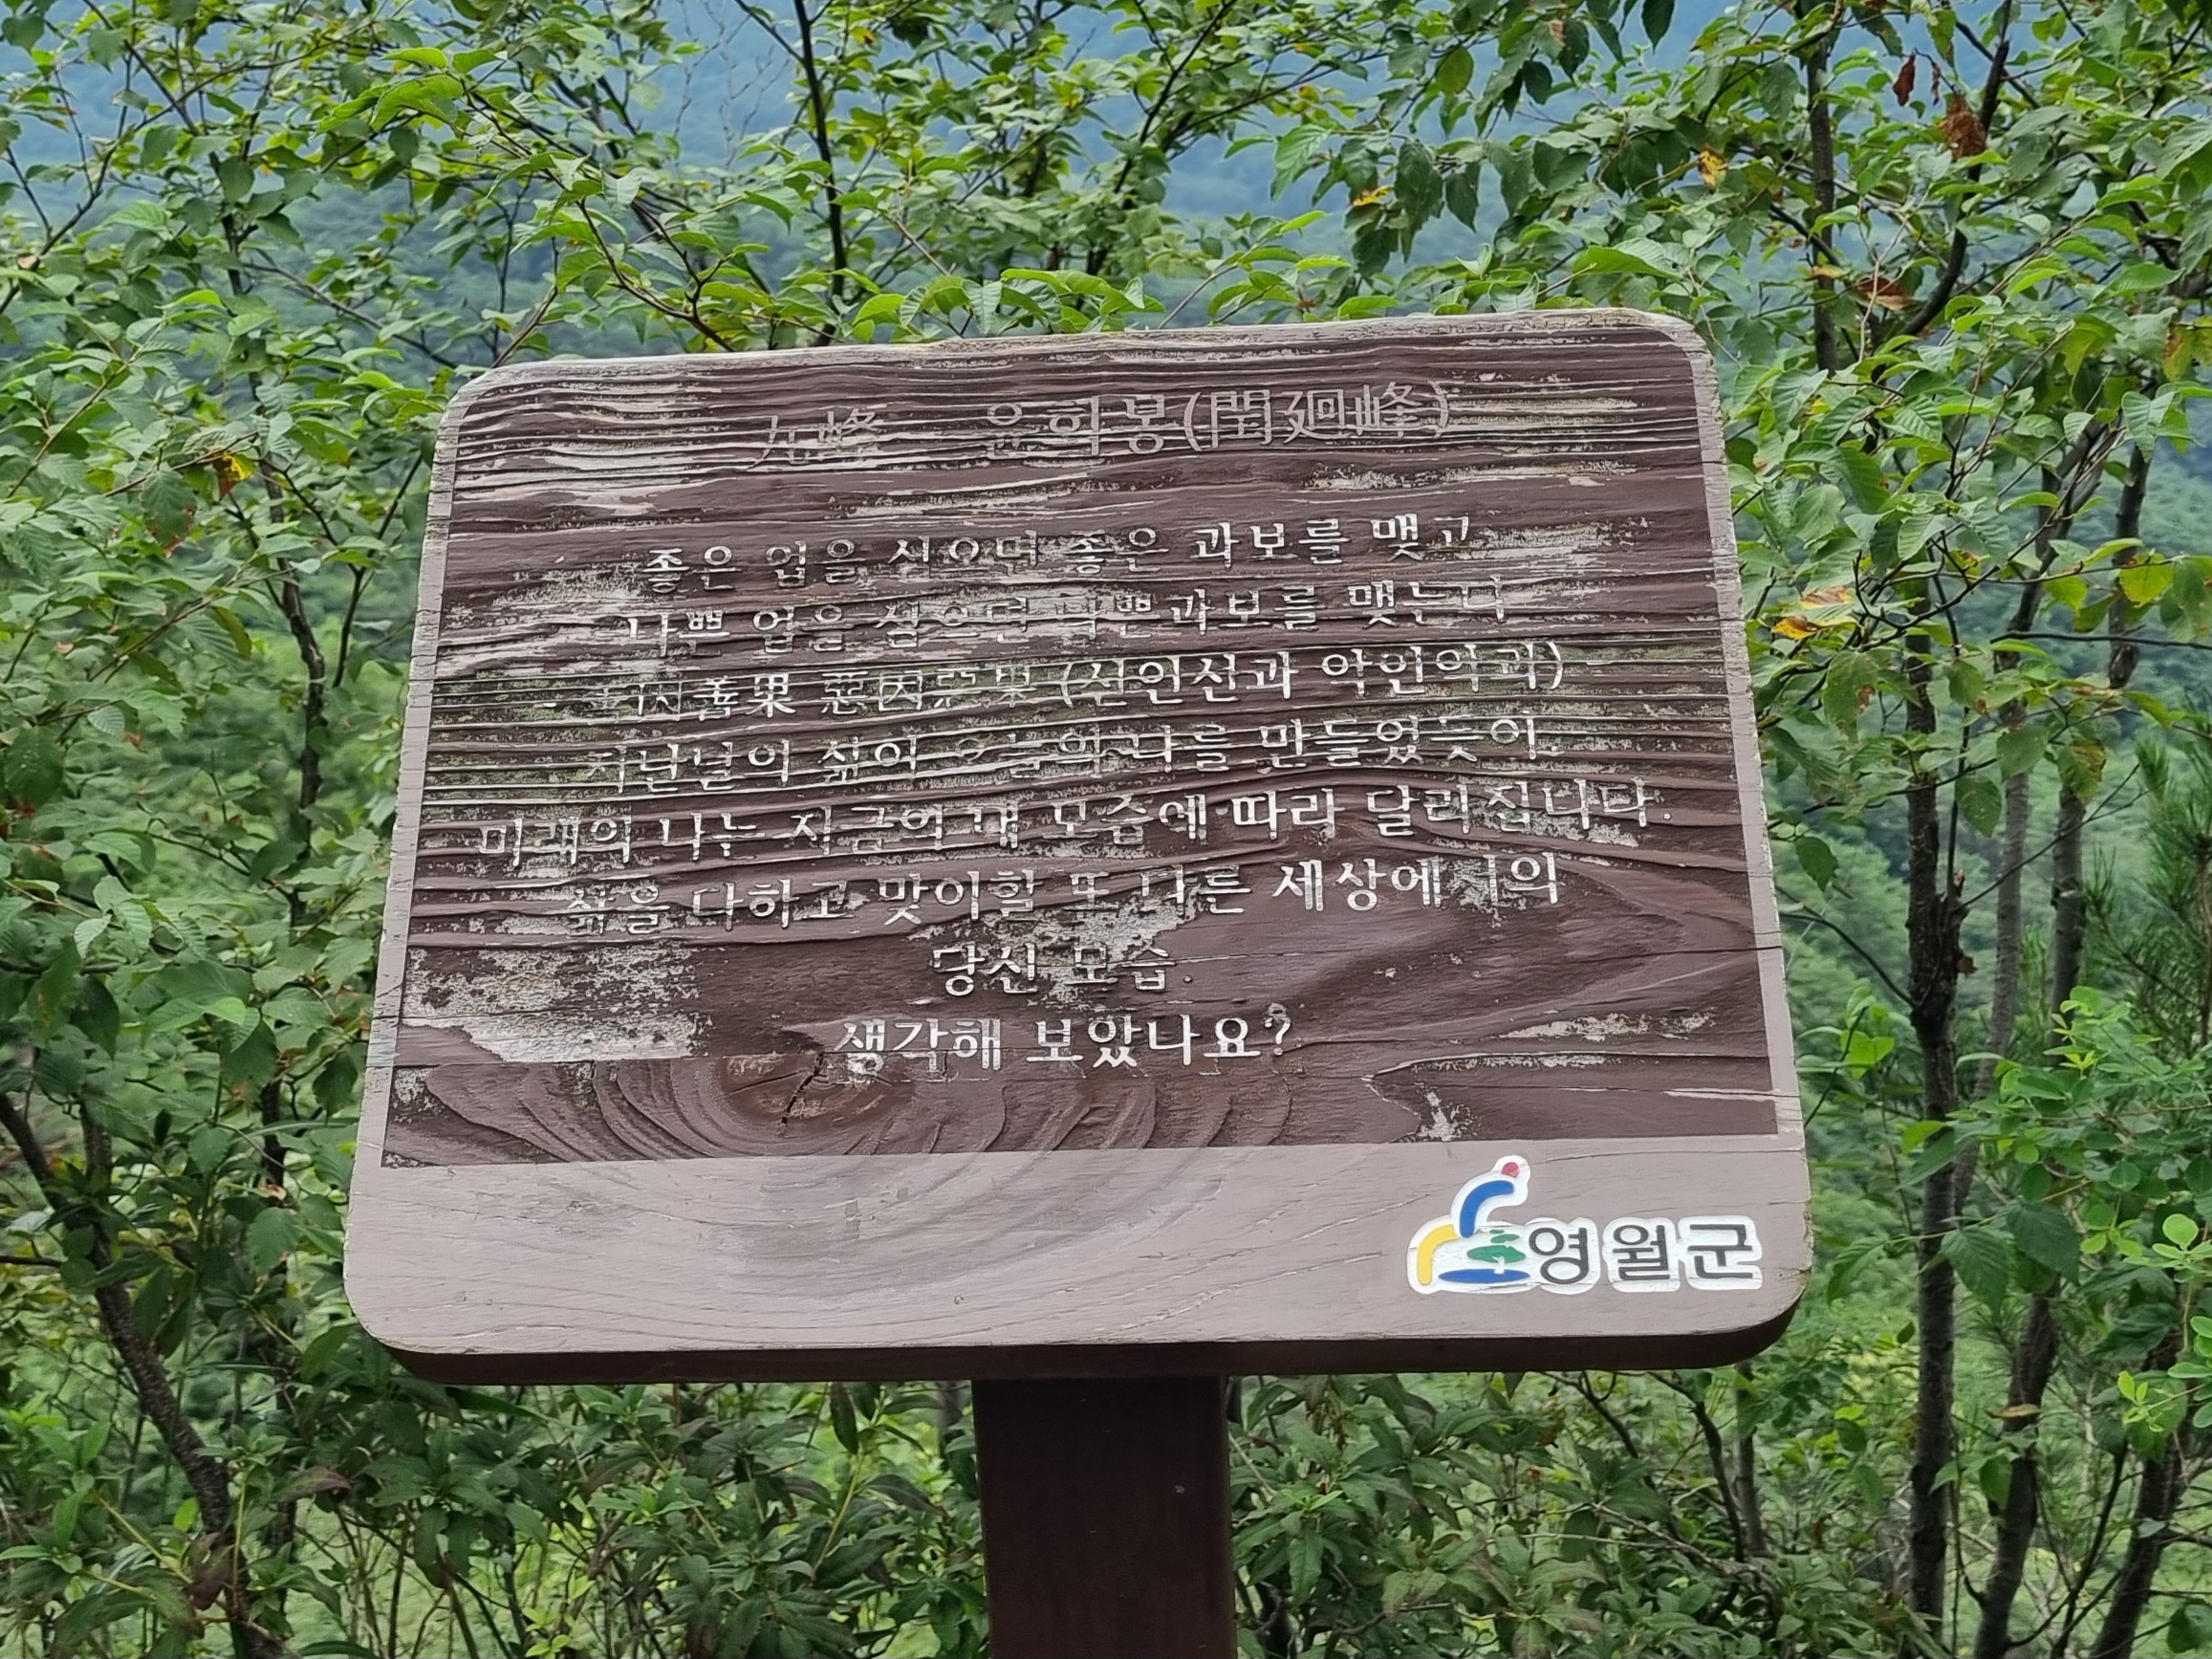 九峰 윤회봉(閏廻峰)
좋은 업을 심으면 좋은 과보를 맺고
나쁜 업을 심으면 나쁜과보를 맺는다
- 善因善果 惡因惡果 (선인선과 악인악과) -
지난날의 삶이 오늘의 나를 만들었듯이,
미래의 나는 지금의 내 모습에 따라 달라집니다.
삶을 다하고 맞이할 또 다른 세상에서의
당신 모습.
생각해 보았나요?
영월군